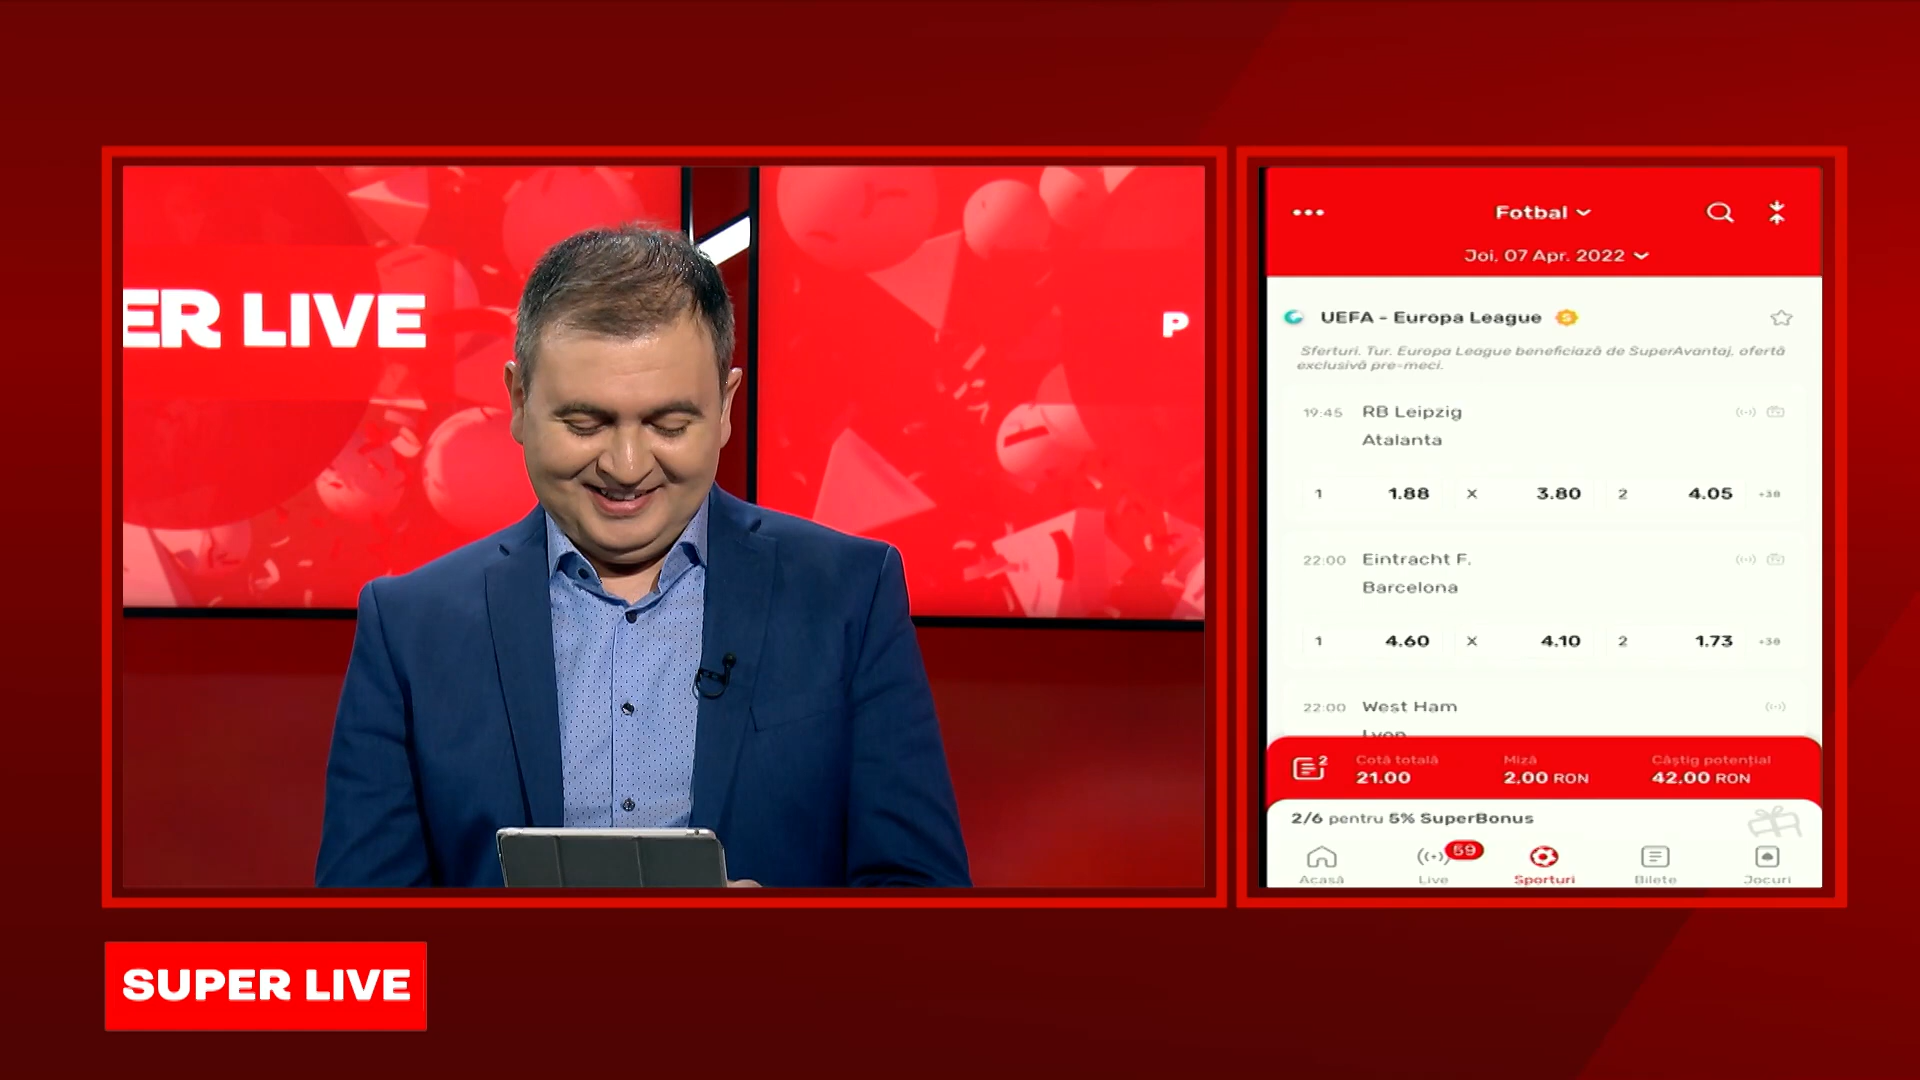 ER LIVE
P
SUPER LIVE
Fotbal
Joi, 07 Apr. 2022
UEFA - Europa League
Sferturi. Tur. Europa League beneficiază de SuperAvantaj, ofertă
exclusivă pre-meci.
19:45 RB Leipzig
Atalanta
1 1.88 X 3.80 2 4.05 +30
22:00 Eintracht F.
Barcelona
1 4.60 X 4.10 2 1.73 +30
22:00 West Ham
Lyon
2 Cotă totală Miză Câștig potențial
21.00 2,00 RON 42,00 RON
2/6 pentru 5% SuperBonus
59
Acasă Live Sporturi Bilete Jocuri